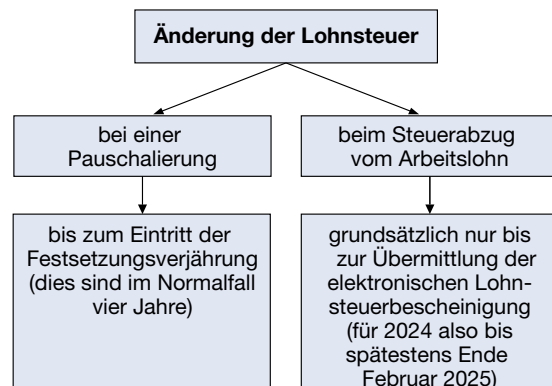 Änderung der Lohnsteuer
bei einer
Pauschalierung
beim Steuerabzug
vom Arbeitslohn
bis zum Eintritt der
Festsetzungsverjährung
(dies sind im Normalfall
vier Jahre)
grundsätzlich nur bis
zur Übermittlung der
elektronischen Lohn-
steuerbescheinigung
(für 2024 also bis
spätestens Ende
Februar 2025)